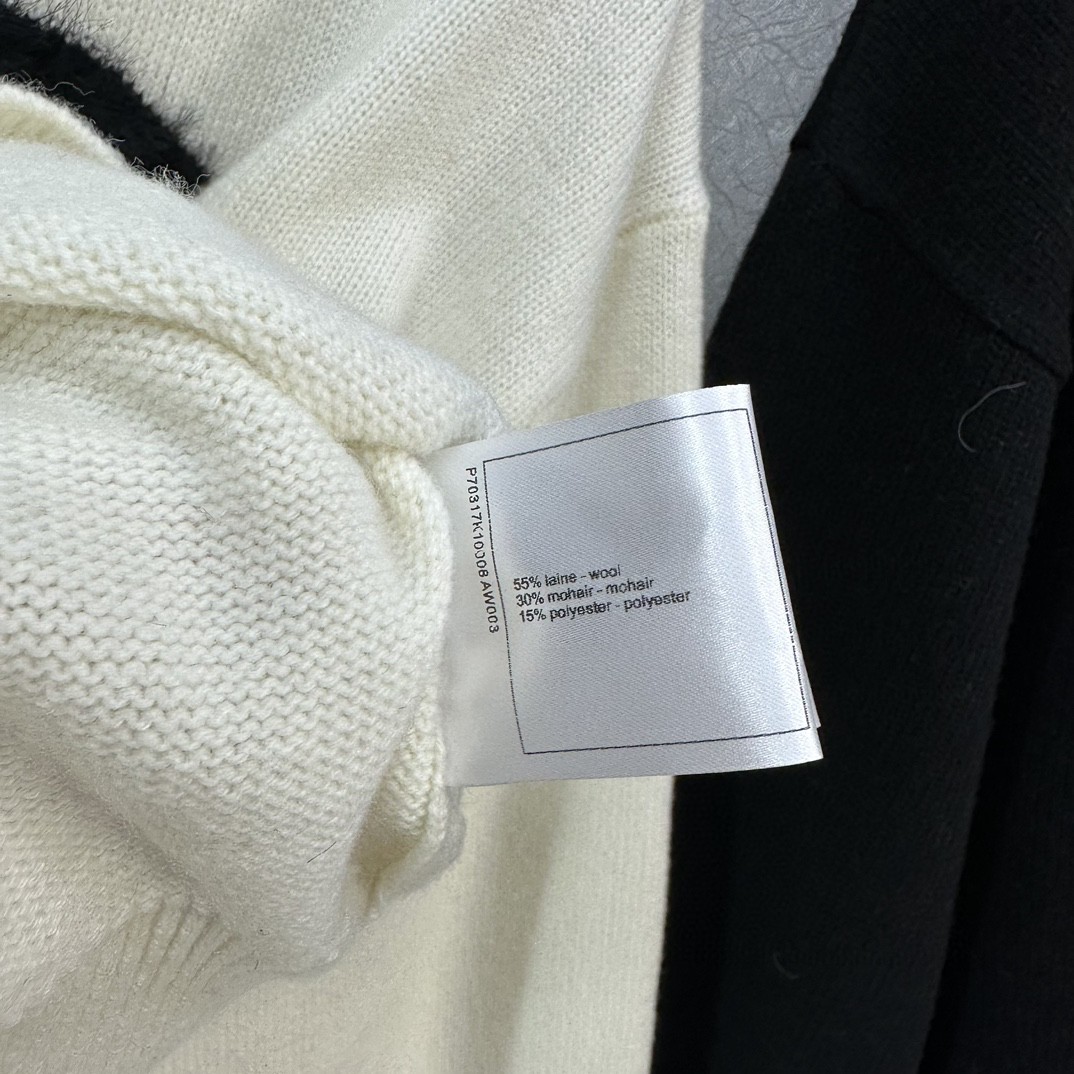 P70317K10008 AW003
55% laine - wool
30% mohair - mohair
15% polyester - polyester